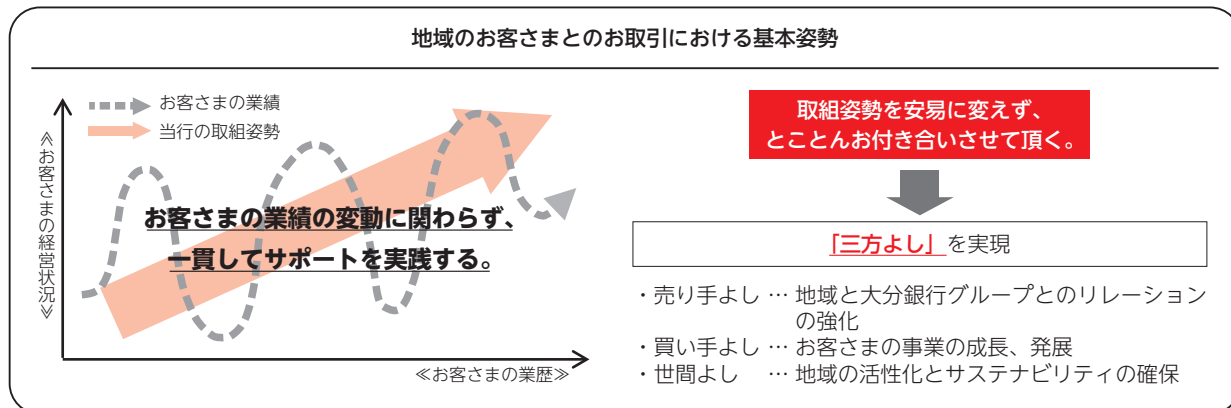 地域のお客さまとのお取引における基本姿勢
お客さまの業績
当行の取組姿勢
≪お客さまの経営状況≫
お客さまの業績の変動に関わらず、
一貫してサポートを実践する。
≪お客さまの業歴≫
取組姿勢を安易に変えず、
とことんお付き合いさせて頂く。
「三方よし」を実現
・売り手よし … 地域と大分銀行グループとのリレーション
の強化
・買い手よし … お客さまの事業の成長、発展
・世間よし … 地域の活性化とサステナビリティの確保